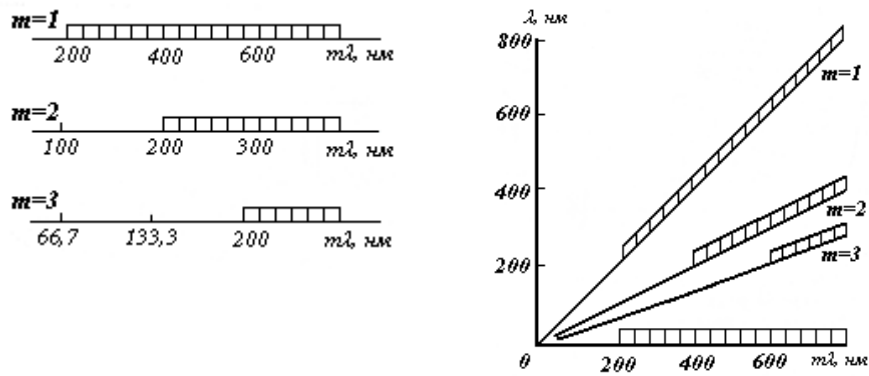 m=1
200 400 600 mλ, нм
m=2
100 200 300 mλ, нм
m=3
66,7 133,3 200 mλ, нм
λ, нм
800
m=1
600
400
m=2
m=3
200
0 200 400 600 mλ, нм